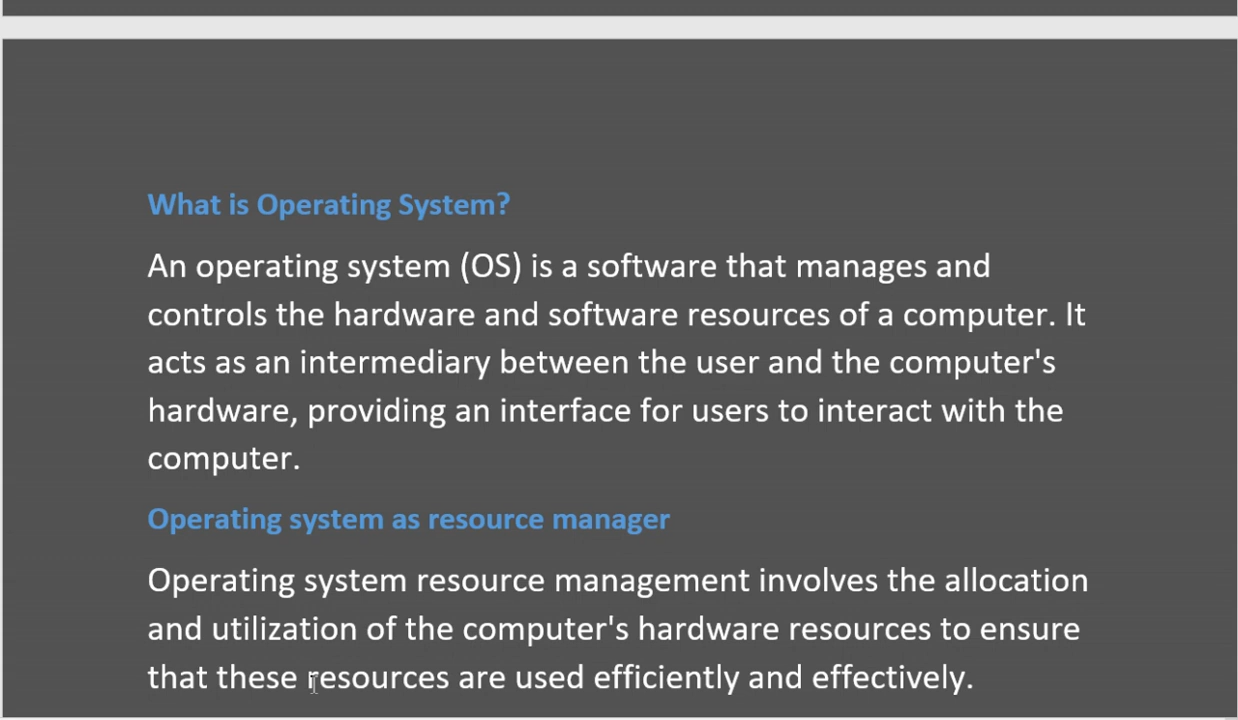 What is Operating System?
An operating system (OS) is a software that manages and
controls the hardware and software resources of a computer. It
acts as an intermediary between the user and the computer's
hardware, providing an interface for users to interact with the
computer.
Operating system as resource manager
Operating system resource management involves the allocation
and utilization of the computer's hardware resources to ensure
that these resources are used efficiently and effectively.